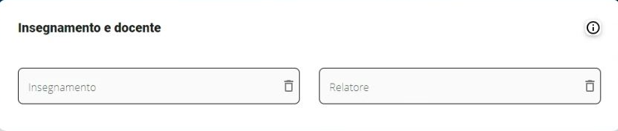 Insegnamento e docente
Insegnamento
Relatore